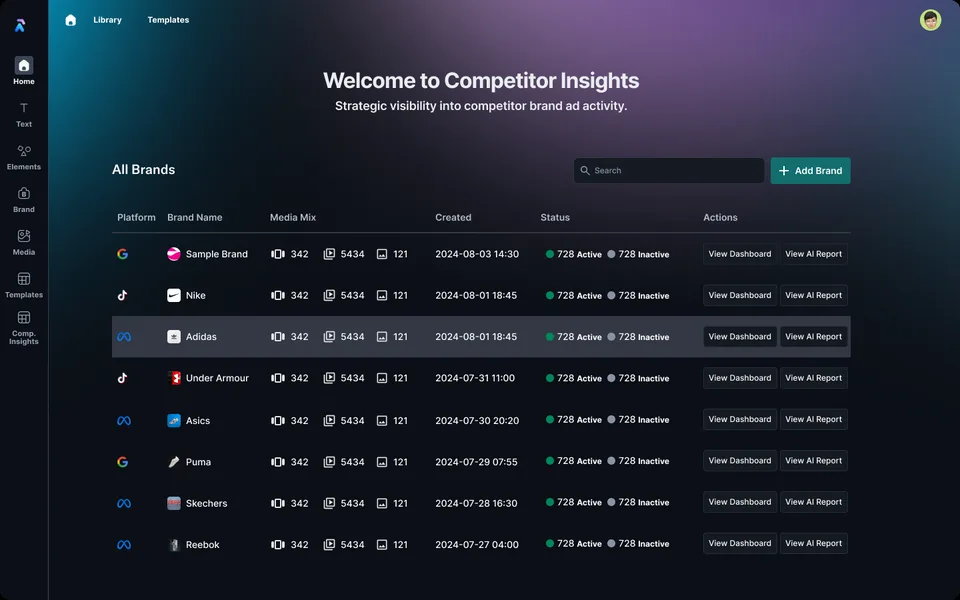 Library Templates
Home
Text
Elements
Brand
Media
Templates
Comp.
Insights
Welcome to Competitor Insights
Strategic visibility into competitor brand ad activity.
All Brands Search Add Brand
Platform Brand Name Media Mix Created Status Actions
Sample Brand 342 5434 121 2024-08-03 14:30 728 Active 728 Inactive View Dashboard View AI Report
Nike 342 5434 121 2024-08-01 18:45 728 Active 728 Inactive View Dashboard View AI Report
Adidas 342 5434 121 2024-08-01 18:45 728 Active 728 Inactive View Dashboard View AI Report
Under Armour 342 5434 121 2024-07-31 11:00 728 Active 728 Inactive View Dashboard View AI Report
Asics 342 5434 121 2024-07-30 20:20 728 Active 728 Inactive View Dashboard View AI Report
Puma 342 5434 121 2024-07-29 07:55 728 Active 728 Inactive View Dashboard View AI Report
Skechers 342 5434 121 2024-07-28 16:30 728 Active 728 Inactive View Dashboard View AI Report
Reebok 342 5434 121 2024-07-27 04:00 728 Active 728 Inactive View Dashboard View AI Report